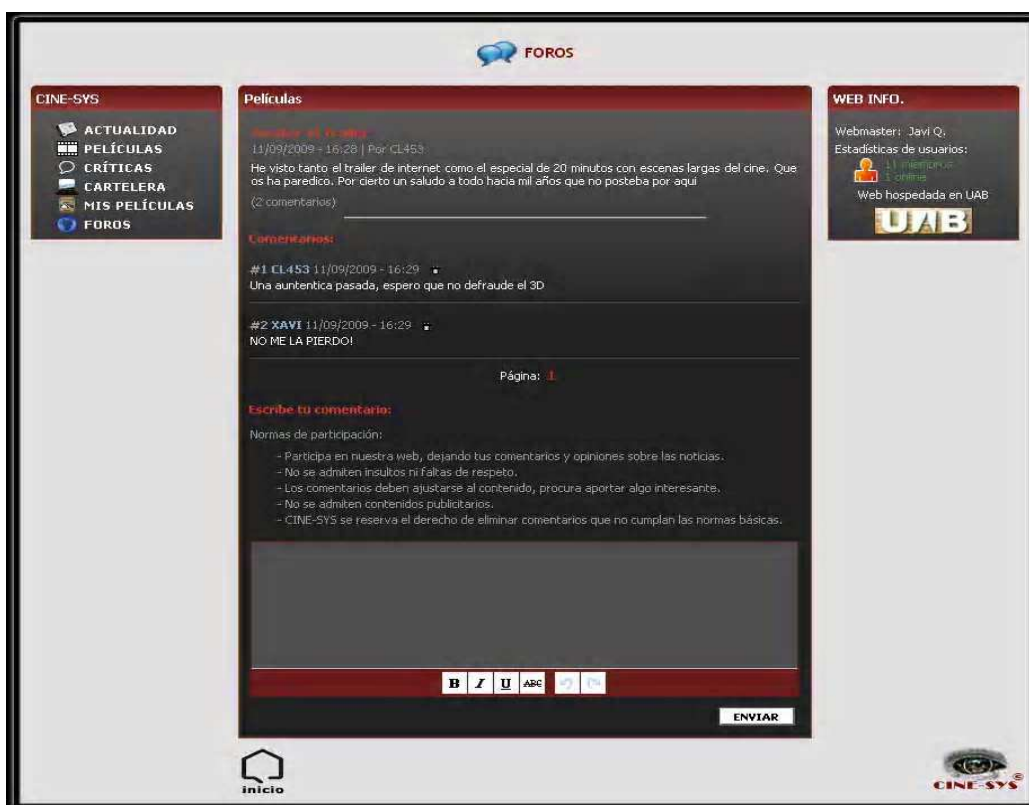 FOROS
CINE-SYS
ACTUALIDAD
PELÍCULAS
CRÍTICAS
CARTELERA
MIS PELÍCULAS
FOROS
Películas
11/09/2009 - 16:28 | Por CL453
He visto tanto el trailer de internet como el especial de 20 minutos con escenas largas del cine. Que
os ha paredico. Por cierto un saludo a todo hacia mil años que no posteba por aqui
(2 comentarios)
Comentarios:
#1 CL453 11/09/2009 - 16:29
Una auntentica pasada, espero que no defraude el 3D
#2 XAVI 11/09/2009 - 16:29
NO ME LA PIERDO!
Página: 1
Escribe tu comentario:
Normas de participación:
- Participa en nuestra web, dejando tus comentarios y opiniones sobre las noticias.
- No se admiten insultos ni faltas de respeto.
- Los comentarios deben ajustarse al contenido, procura aportar algo interesante.
- No se admiten contenidos publicitarios.
- CINE-SYS se reserva el derecho de eliminar comentarios que no cumplan las normas básicas.
B I U ABC
ENVIAR
inicio
WEB INFO.
Webmaster: Javi Q.
Estadísticas de usuarios:
11 miembros
1 online
Web hospedada en UAB
UAB
CINE-SYS®